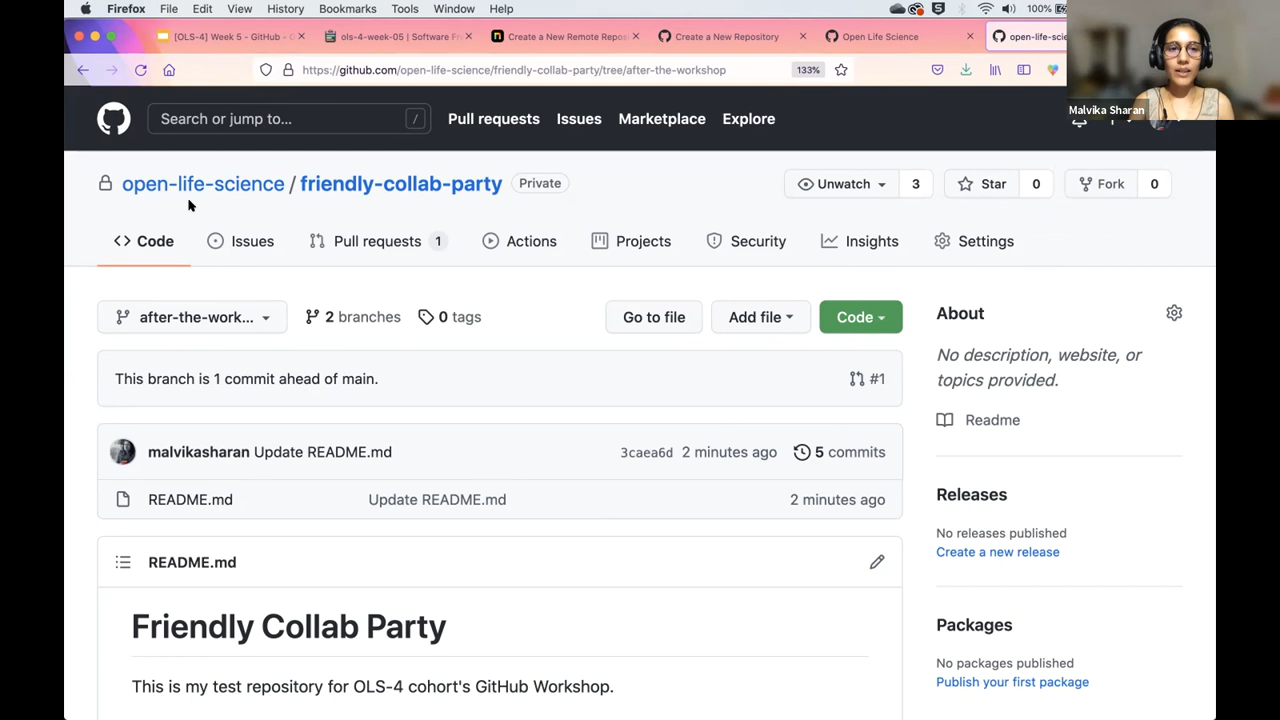 Firefox File Edit View History Bookmarks Tools Window Help 100%
[OLS-4] Week 5 - GitHub - O ols-4-week-05 | Software Fr Create a New Remote Repos Create a New Repository Open Life Science open-life-scie
https://github.com/open-life-science/friendly-collab-party/tree/after-the-workshop 133%
Malvika Sharan
Search or jump to... / Pull requests Issues Marketplace Explore
open-life-science / friendly-collab-party Private Unwatch 3 Star 0 Fork 0
Code Issues Pull requests 1 Actions Projects Security Insights Settings
after-the-work... 2 branches 0 tags Go to file Add file Code
About
No description, website, or
topics provided.
Readme
This branch is 1 commit ahead of main. #1
malvikasharan Update README.md 3caea6d 2 minutes ago 5 commits
README.md Update README.md 2 minutes ago
Releases
No releases published
Create a new release
README.md
Friendly Collab Party
This is my test repository for OLS-4 cohort's GitHub Workshop.
Packages
No packages published
Publish your first package